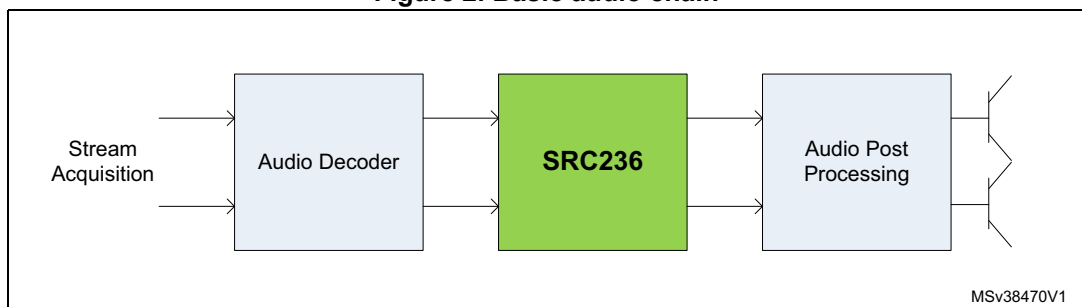 Figure 2. Basic audio chain
Stream
Acquisition
Audio Decoder
SRC236
Audio Post
Processing
MSv38470V1